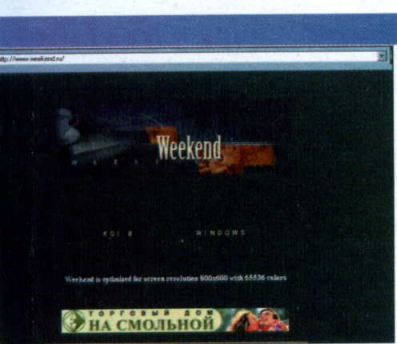 http://www.weekend.ru/
Weekend
KOI 8 WINDOWS
Weekend is optimized for screen resolution 800x600 with 65536 colors
ТОРГОВЫЙ ДОМ
НА СМОЛЬНОЙ